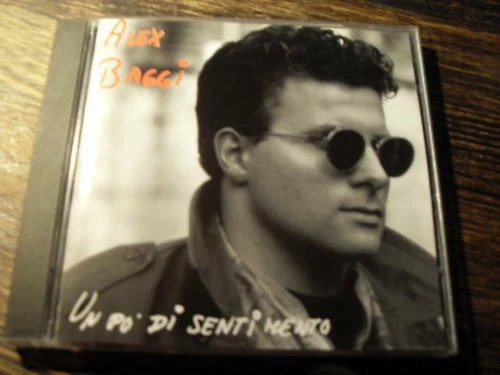 ALEX
BAGGI
UN PO' DI SENTIMENTO